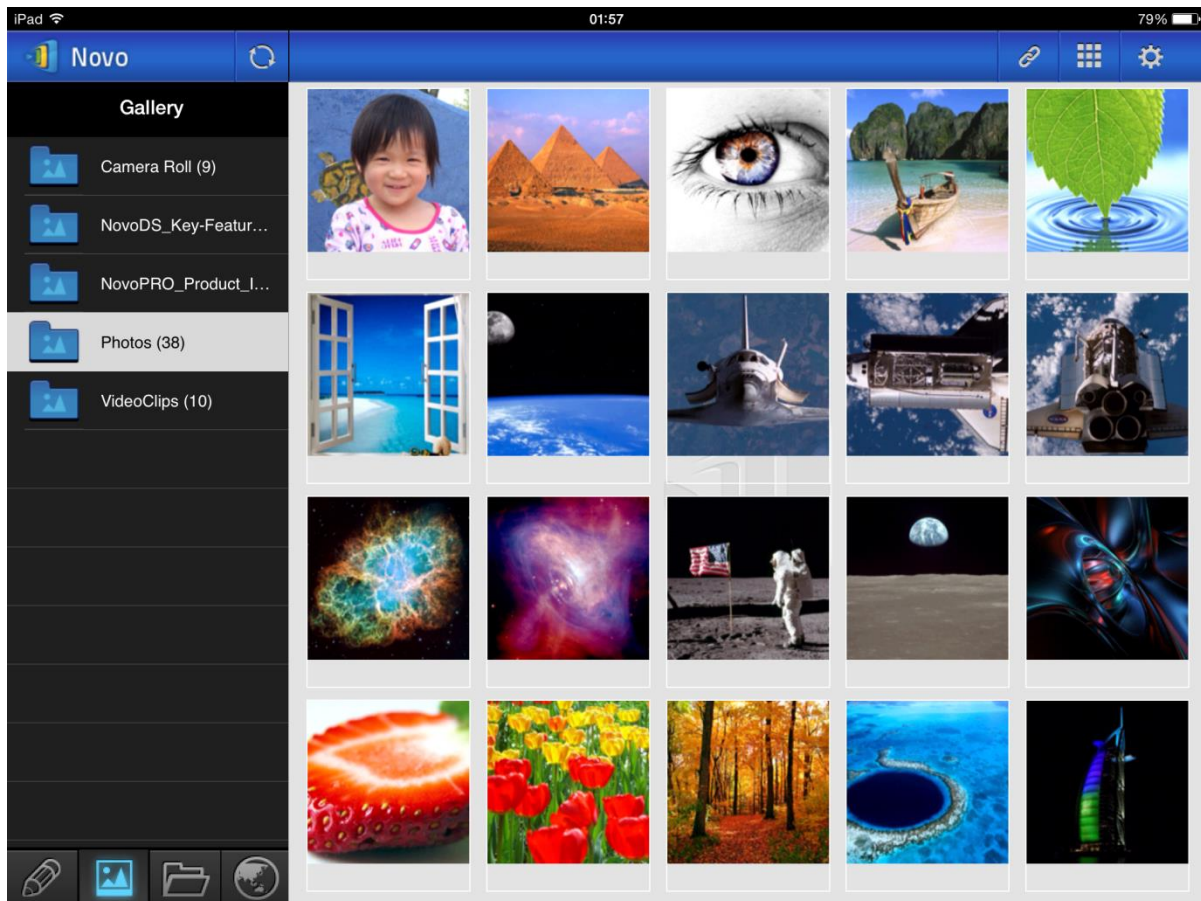 iPad 01:57 79%
Novo
Gallery
Camera Roll (9)
NovoDS_Key-Featur...
NovoPRO_Product_I...
Photos (38)
VideoClips (10)